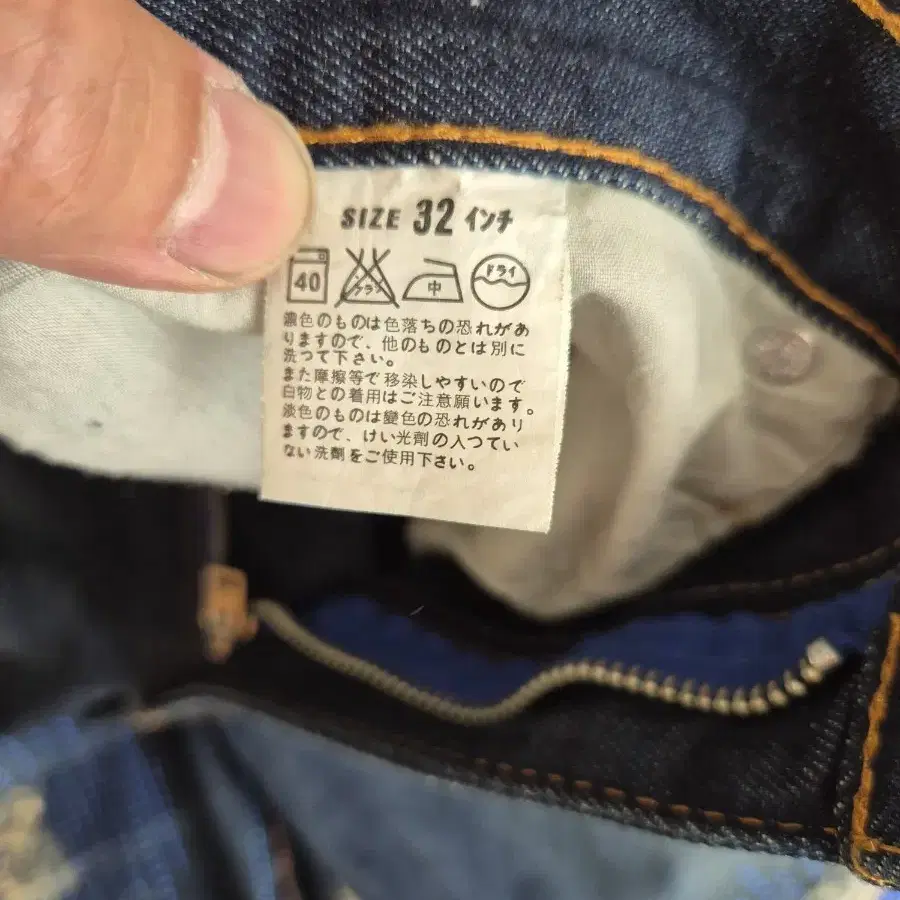 SIZE 32 インチ
40 クラリ 中 ドライ
濃色のものは色落ちの恐れがあ
りますので、他のものとは別に
洗つて下さい。
また摩擦等で移染しやすいので
白物との着用はご注意願います。
淡色のものは變色の恐れがあり
ますので、けい光劑の入つてい
ない洗劑をご使用下さい。